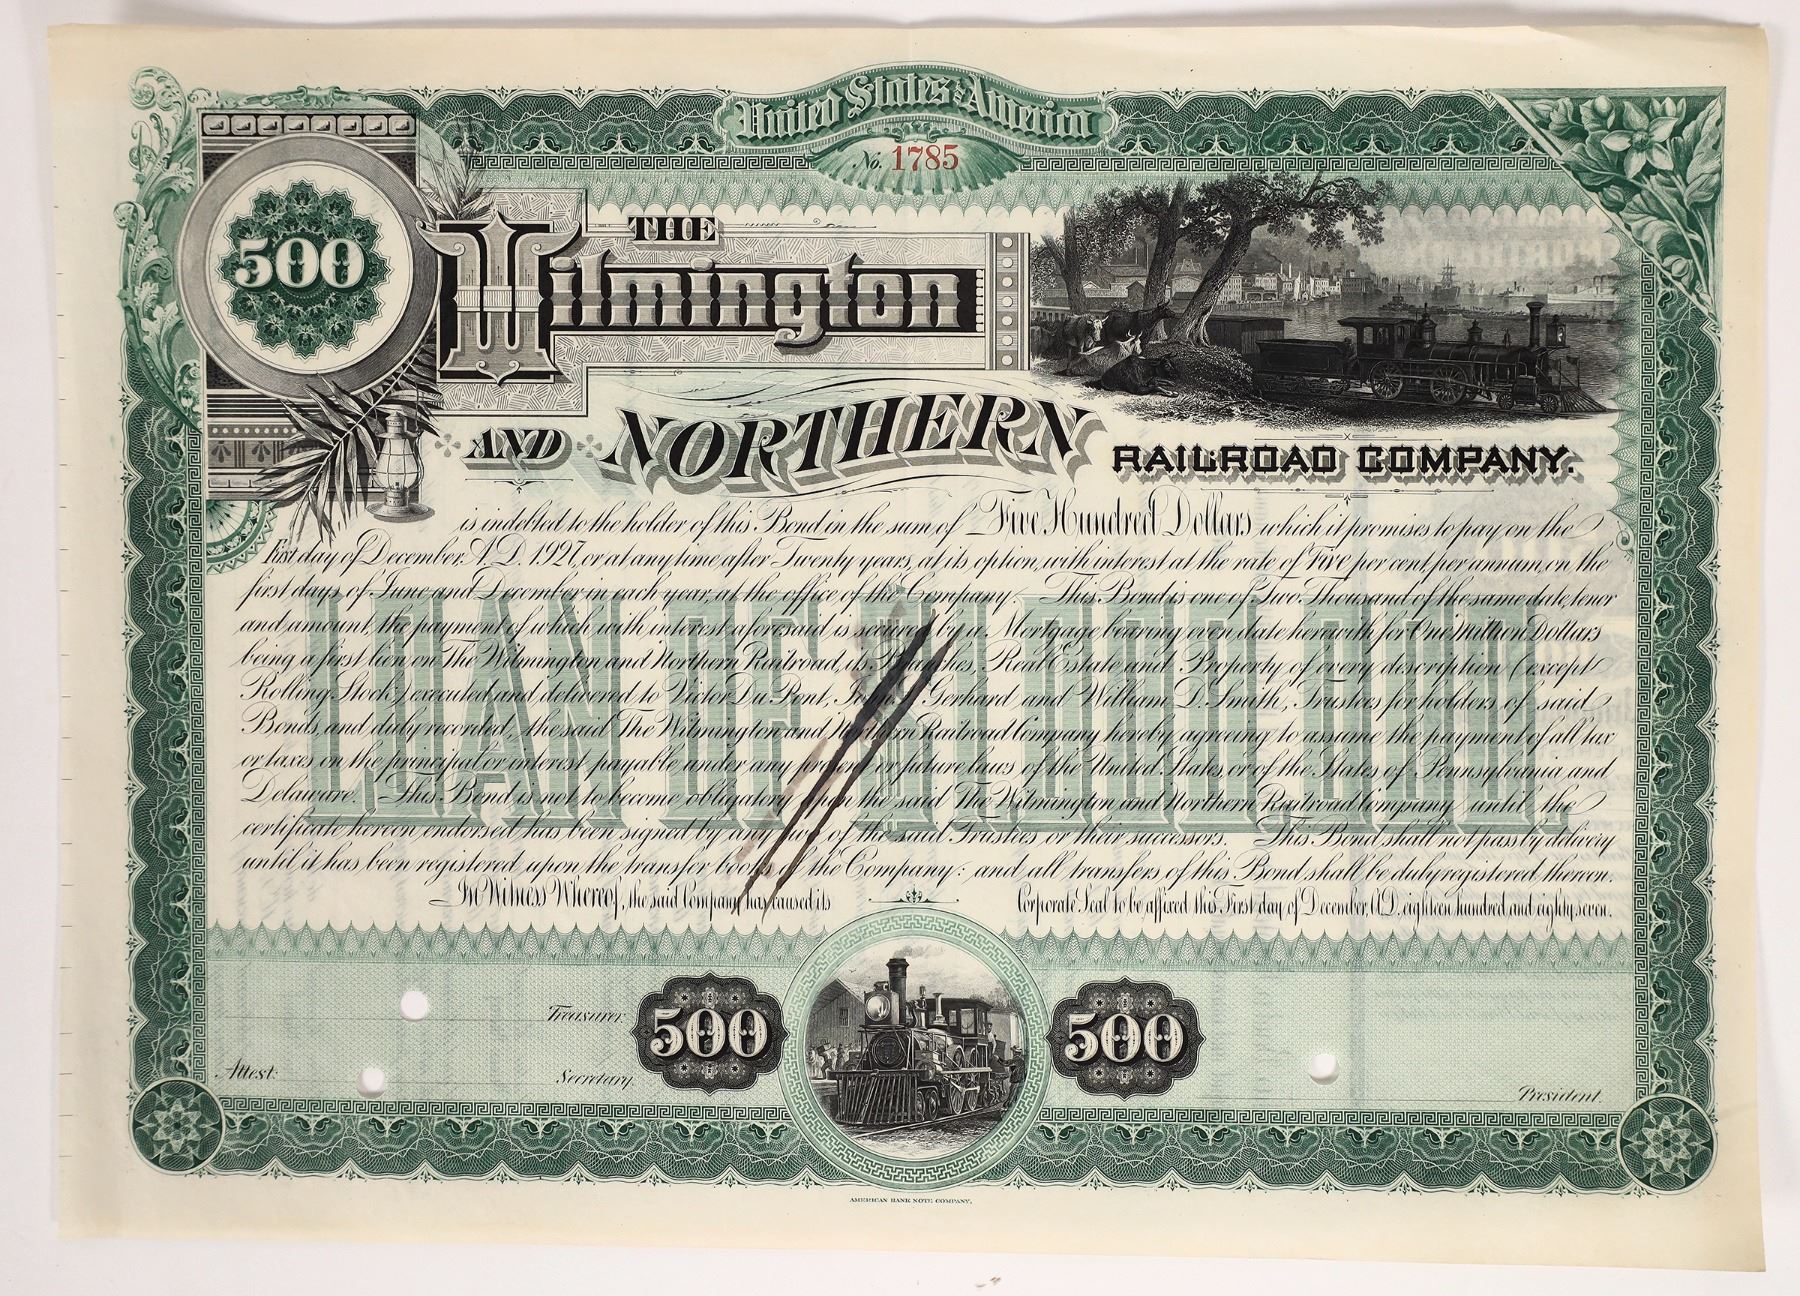 United States of America
No. 1785
500
THE
Wilmington
AND NORTHERN RAILROAD COMPANY.
is indebted to the holder of this Bond in the sum of Five Hundred Dollars which it promises to pay on the
First day of December, A.D. 1927, or at any time after Twenty years, at its option, with interest at the rate of Five per cent, per annum, on the
first days of June and December in each year, at the office of the Company This Bond is one of Two Thousand of the same date, tenor
and amount, the payment of which with interest aforesaid is secured by a Mortgage bearing even date herewith for One Million Dollars
being a first lien on The Wilmington and Northern Railroad, its Branches, Real Estate and Property of every description (except
Rolling Stock) executed and delivered to Victor Du Pont, Gerhard and William D. Smith, Trustees for holders of said
Bonds, and duly recorded, the said The Wilmington and Northern Railroad Company hereby agreeing to assume the payment of all tax
or taxes on the principal or interest payable under any present or future laws of the United States or of the States of Pennsylvania and
Delaware. This Bond is not to become obligatory upon the said The Wilmington and Northern Railroad Company until the
certificate hereon endorsed has been signed by any two of the said Trustees or their successors. This Bond shall not pass by delivery
until it has been registered upon the transfer books of the Company: and all transfers of this Bond shall be duly registered thereon.
In Witness Whereof, the said Company has caused its Corporate Seal to be affixed this First day of December, A.D. eighteen hundred and eighty seven.
LOAN OF $1,000,000.
Treasurer.
500 500
Attest: Secretary.
President.
AMERICAN BANK NOTE COMPANY.